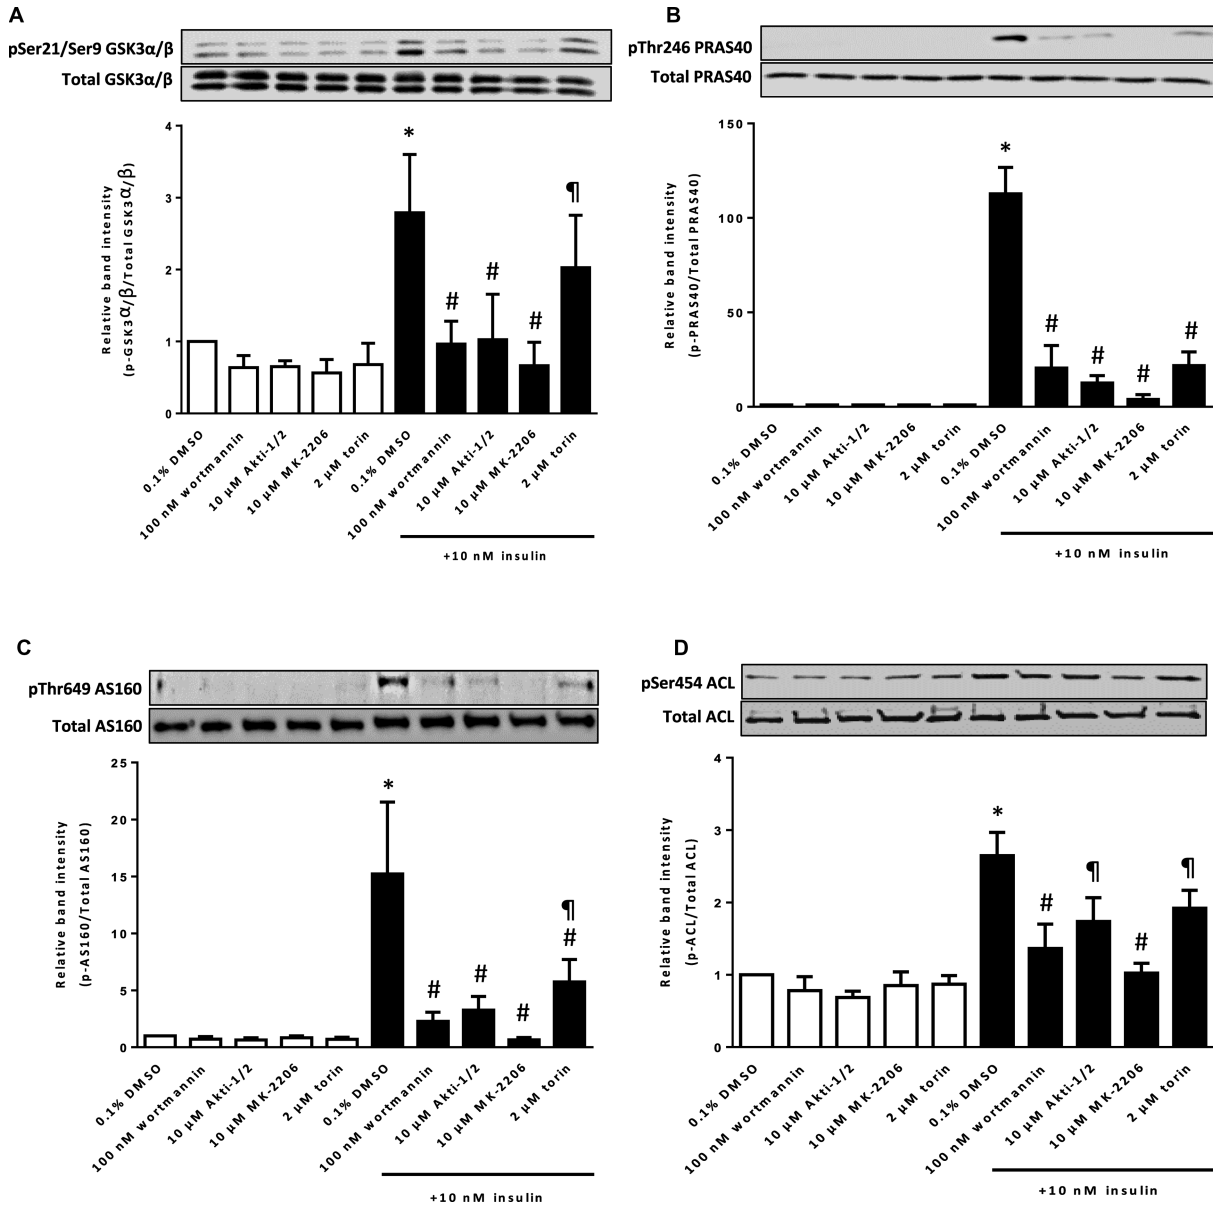 A
pSer21/Ser9 GSK3α/β
Total GSK3α/β
Relative band intensity
(p-GSK3α/β/Total GSK3α/β)
4
3
2
1
0
*
#
#
#
¶
0.1% DMSO
100 nM wortmannin
10 µM Akti-1/2
10 µM MK-2206
2 µM torin
0.1% DMSO
100 nM wortmannin
10 µM Akti-1/2
10 µM MK-2206
2 µM torin
+10 nM insulin
B
pThr246 PRAS40
Total PRAS40
Relative band intensity
(p-PRAS40/Total PRAS40)
150
100
50
0
*
#
#
#
#
0.1% DMSO
100 nM wortmannin
10 µM Akti-1/2
10 µM MK-2206
2 µM torin
0.1% DMSO
100 nM wortmannin
10 µM Akti-1/2
10 µM MK-2206
2 µM torin
+10 nM insulin
C
pThr649 AS160
Total AS160
Relative band intensity
(p-AS160/Total AS160)
25
20
15
10
5
0
*
#
#
#
¶
#
0.1% DMSO
100 nM wortmannin
10 µM Akti-1/2
10 µM MK-2206
2 µM torin
0.1% DMSO
100 nM wortmannin
10 µM Akti-1/2
10 µM MK-2206
2 µM torin
+10 nM insulin
D
pSer454 ACL
Total ACL
Relative band intensity
(p-ACL/Total ACL)
4
3
2
1
0
*
#
¶
#
¶
0.1% DMSO
100 nM wortmannin
10 µM Akti-1/2
10 µM MK-2206
2 µM torin
0.1% DMSO
100 nM wortmannin
10 µM Akti-1/2
10 µM MK-2206
2 µM torin
+10 nM insulin